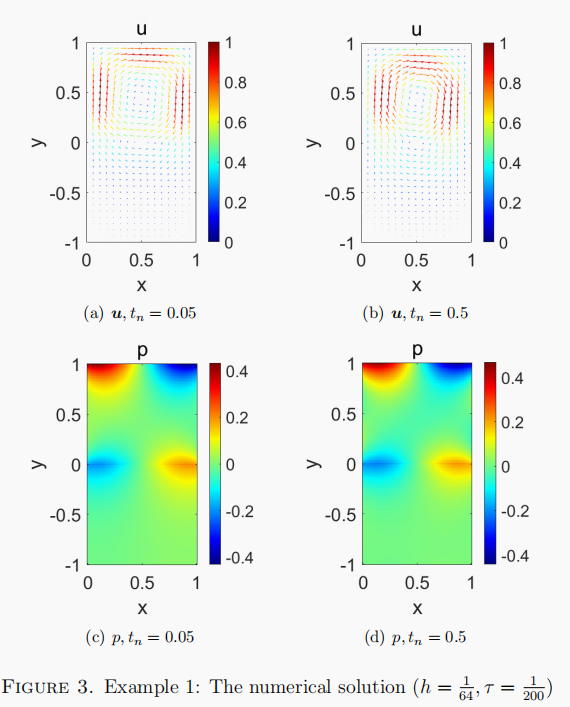 u u
1 1 1 1
0.8 0.8
0.5 0.5
0.6 0.6
y 0 y 0
0.4 0.4
-0.5 -0.5
0.2 0.2
-1 0 -1 0
0 0.5 1 0 0.5 1
x x
(a) u, tₙ = 0.05 (b) u, tₙ = 0.5
p p
1 1
0.4 0.4
0.5 0.5
0.2 0.2
y 0 0 y 0 0
-0.2 -0.2
-0.5 -0.5
-0.4 -0.4
-1 -1
0 0.5 1 0 0.5 1
x x
(c) p, tₙ = 0.05 (d) p, tₙ = 0.5
FIGURE 3. Example 1: The numerical solution (h = 1/64, τ = 1/200)